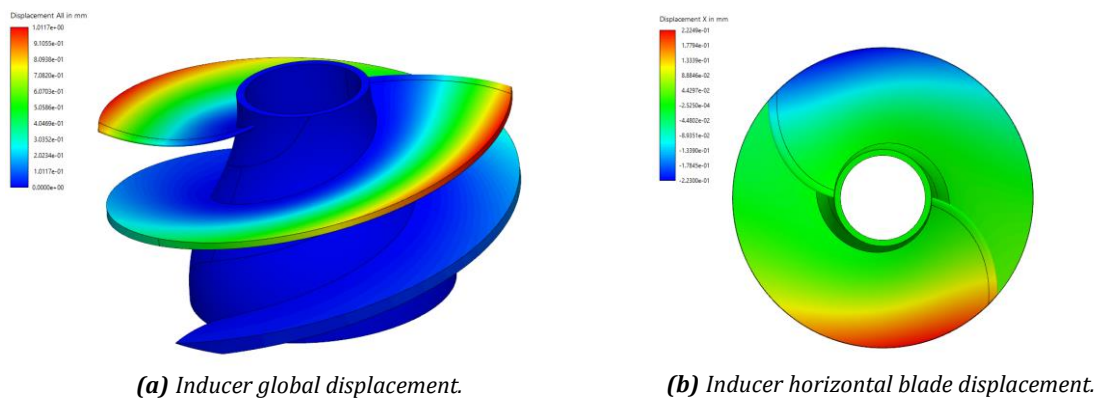 Displacement All in mm
1.0117e+00
9.1055e-01
8.0938e-01
7.0820e-01
6.0703e-01
5.0586e-01
4.0469e-01
3.0352e-01
2.0234e-01
1.0117e-01
0.0000e+00
Displacement X in mm
2.2249e-01
1.7794e-01
1.3339e-01
8.8846e-02
4.4297e-02
-2.5250e-04
-4.4802e-02
-8.9351e-02
-1.3390e-01
-1.7845e-01
-2.2300e-01
(a) Inducer global displacement.
(b) Inducer horizontal blade displacement.